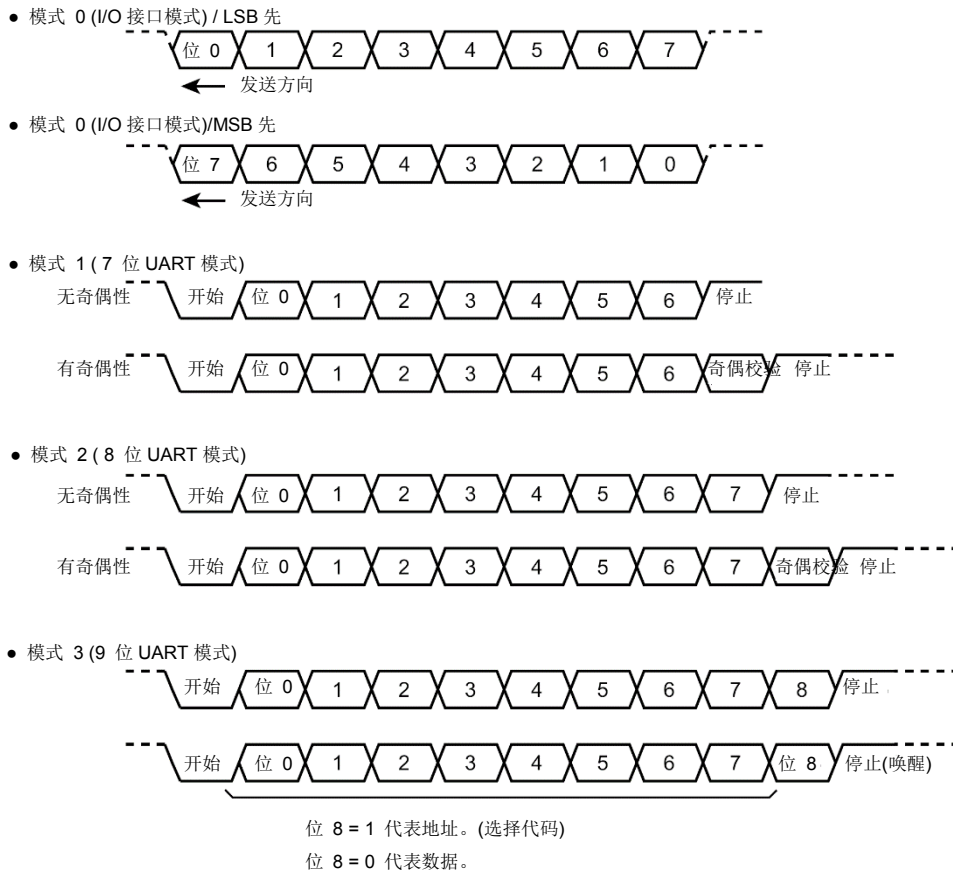 ● 模式 0 (I/O 接口模式) / LSB 先
位 0 1 2 3 4 5 6 7
发送方向
● 模式 0 (I/O 接口模式)/MSB 先
位 7 6 5 4 3 2 1 0
发送方向
● 模式 1 ( 7 位 UART 模式)
无奇偶性 开始 位 0 1 2 3 4 5 6 停止
有奇偶性 开始 位 0 1 2 3 4 5 6 奇偶校验 停止
● 模式 2 ( 8 位 UART 模式)
无奇偶性 开始 位 0 1 2 3 4 5 6 7 停止
有奇偶性 开始 位 0 1 2 3 4 5 6 7 奇偶校验 停止
● 模式 3 (9 位 UART 模式)
开始 位 0 1 2 3 4 5 6 7 8 停止
开始 位 0 1 2 3 4 5 6 7 位 8 停止(唤醒)
位 8 = 1 代表地址。(选择代码)
位 8 = 0 代表数据。